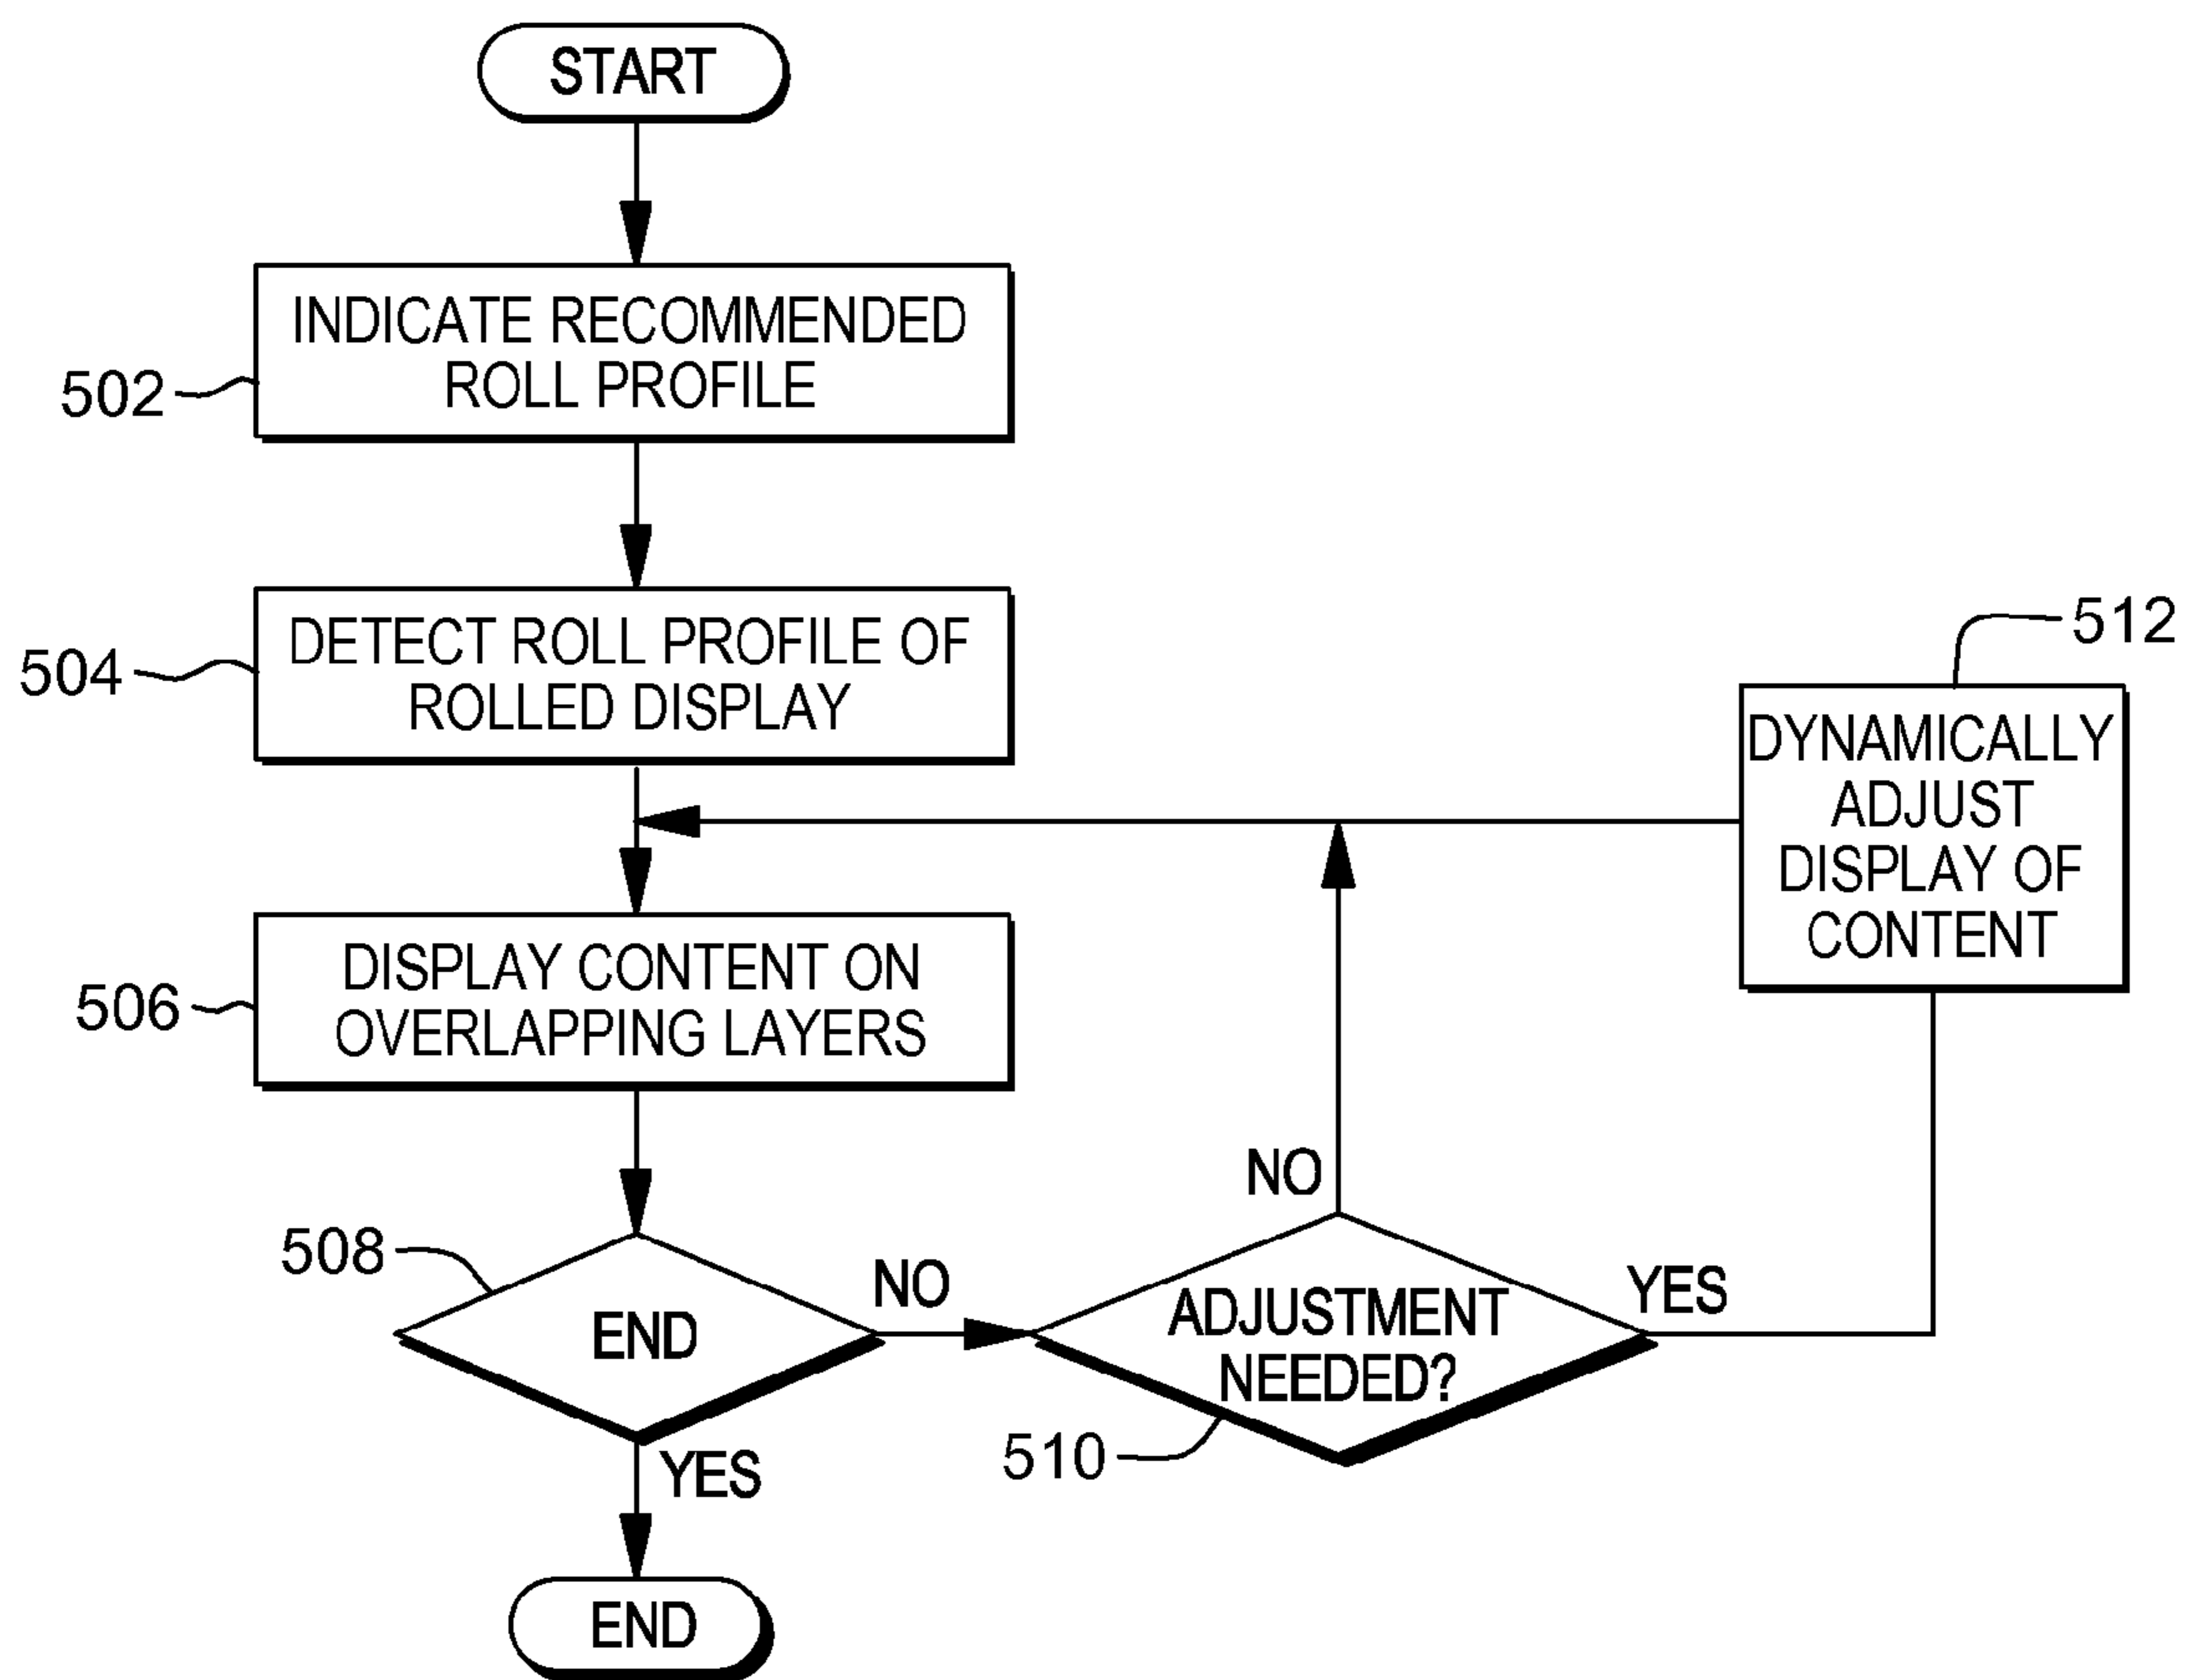 START
INDICATE RECOMMENDED
ROLL PROFILE
502
DETECT ROLL PROFILE OF
ROLLED DISPLAY
504
512
DYNAMICALLY
ADJUST
DISPLAY OF
CONTENT
DISPLAY CONTENT ON
OVERLAPPING LAYERS
506
508
END
NO
NO
ADJUSTMENT
NEEDED?
YES
510
YES
END